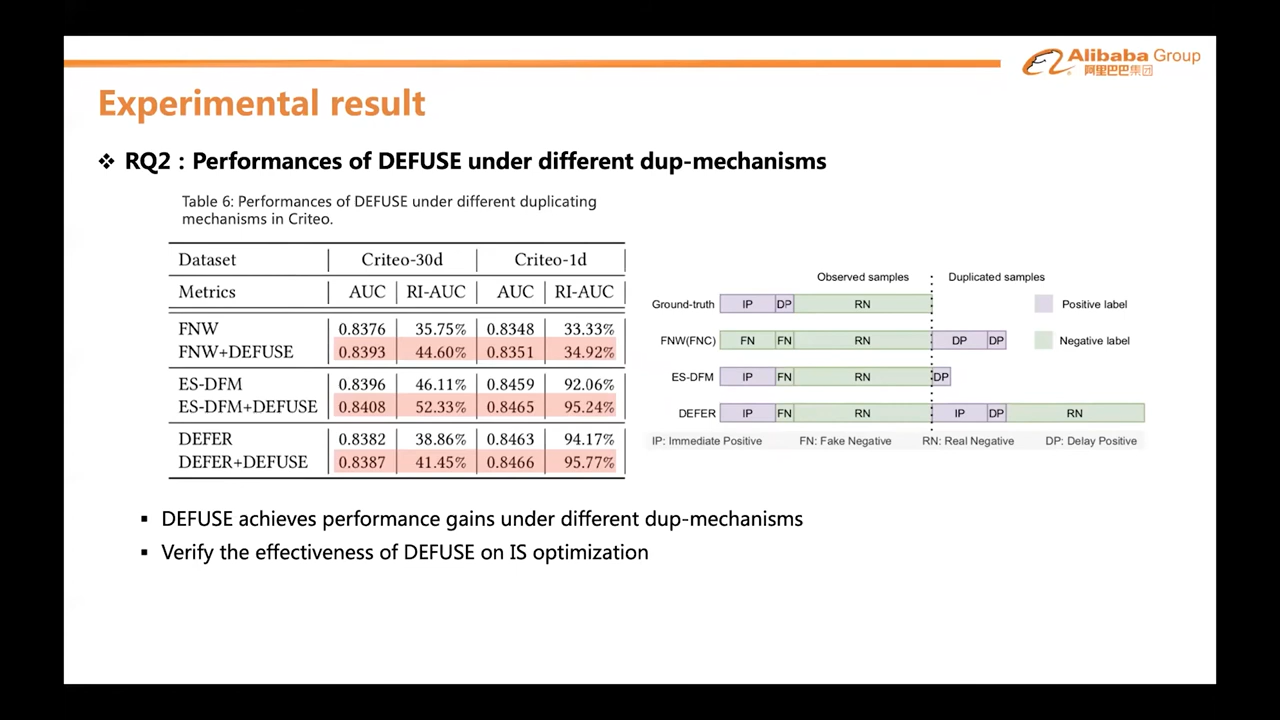 Alibaba Group
阿里巴巴集团
Experimental result
❖ RQ2 : Performances of DEFUSE under different dup-mechanisms
Table 6: Performances of DEFUSE under different duplicating
mechanisms in Criteo.
Dataset Criteo-30d Criteo-1d
Metrics AUC RI-AUC AUC RI-AUC
FNW 0.8376 35.75% 0.8348 33.33%
FNW+DEFUSE 0.8393 44.60% 0.8351 34.92%
ES-DFM 0.8396 46.11% 0.8459 92.06%
ES-DFM+DEFUSE 0.8408 52.33% 0.8465 95.24%
DEFER 0.8382 38.86% 0.8463 94.17%
DEFER+DEFUSE 0.8387 41.45% 0.8466 95.77%
Observed samples Duplicated samples
Ground-truth IP DP RN Positive label
FNW(FNC) FN FN RN DP DP Negative label
ES-DFM IP FN RN DP
DEFER IP FN RN IP DP RN
IP: Immediate Positive FN: Fake Negative RN: Real Negative DP: Delay Positive
▪ DEFUSE achieves performance gains under different dup-mechanisms
▪ Verify the effectiveness of DEFUSE on IS optimization